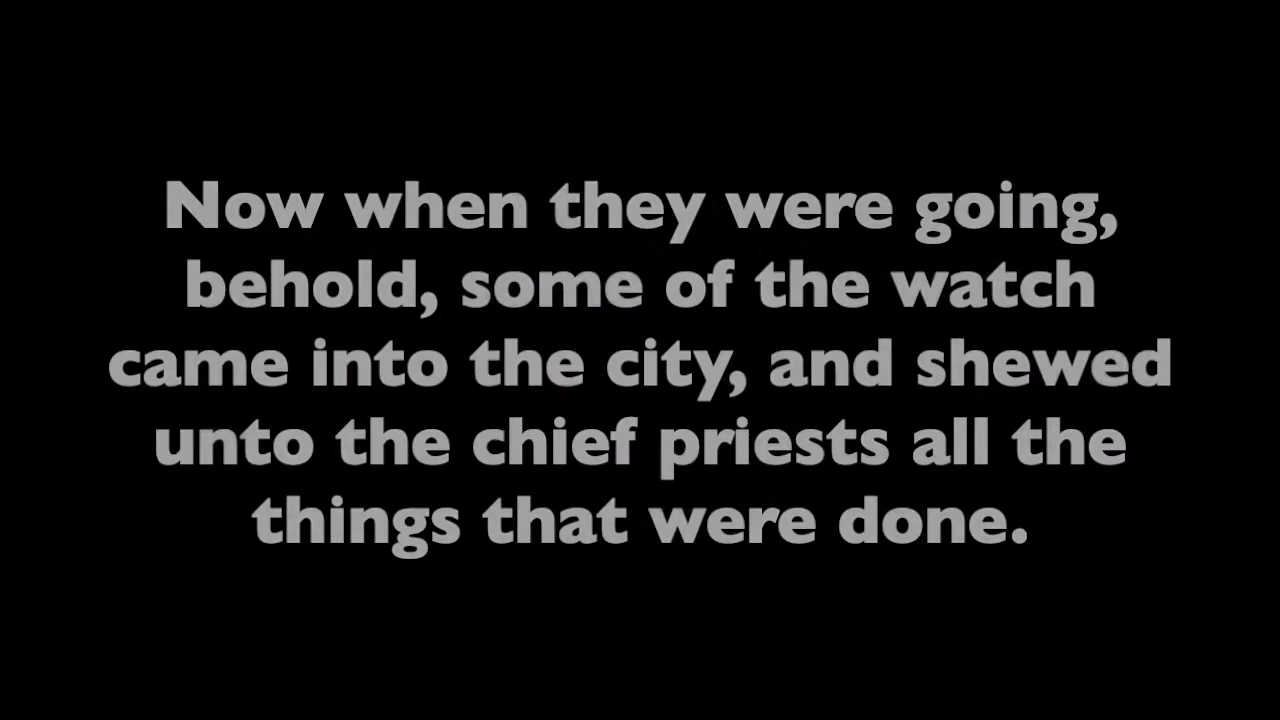 Now when they were going,
behold, some of the watch
came into the city, and shewed
unto the chief priests all the
things that were done.